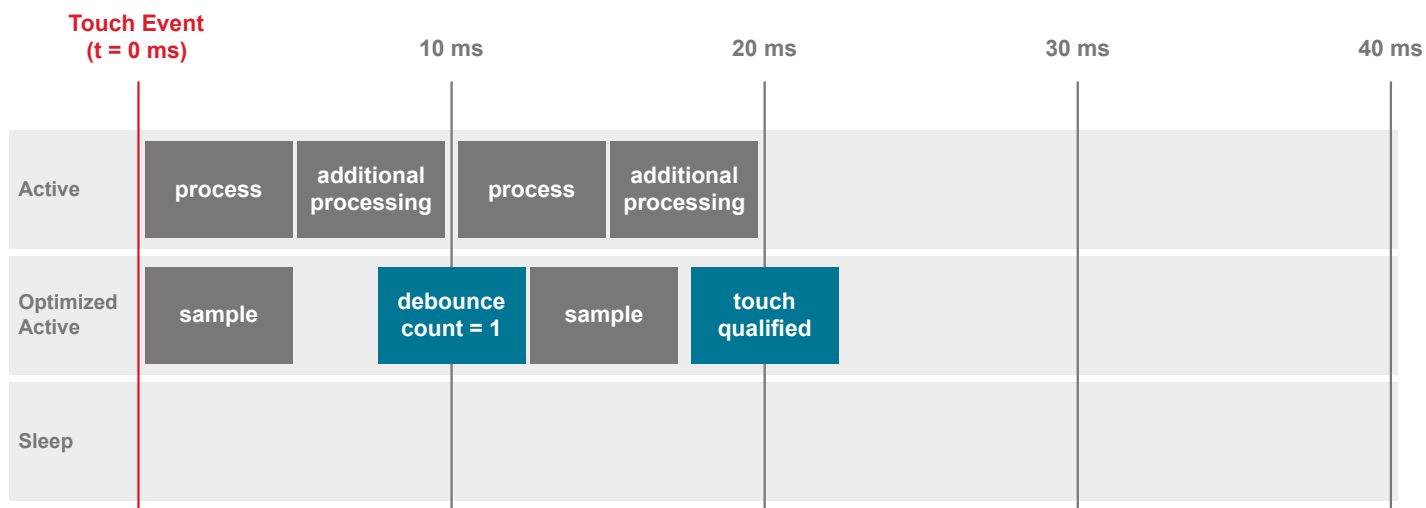 Touch Event
(t = 0 ms)
10 ms
20 ms
30 ms
40 ms
Active
process
additional
processing
process
additional
processing
Optimized
Active
sample
debounce
count = 1
sample
touch
qualified
Sleep